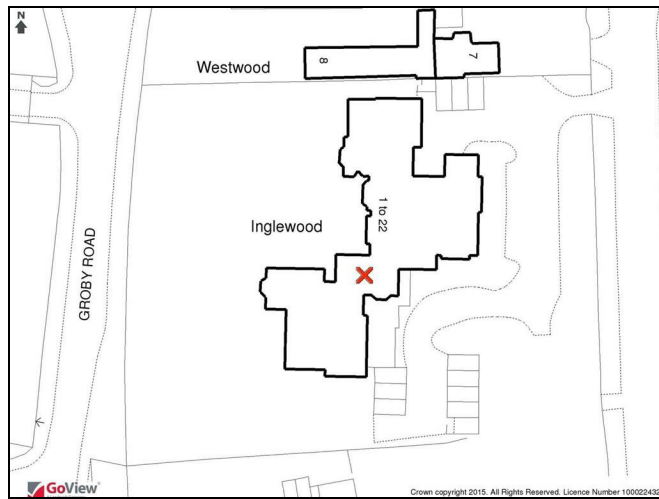 N
Westwood
8
7
1 to 22
Inglewood
GROBY ROAD
GoView
Crown copyright 2015. All Rights Reserved. Licence Number 100022432